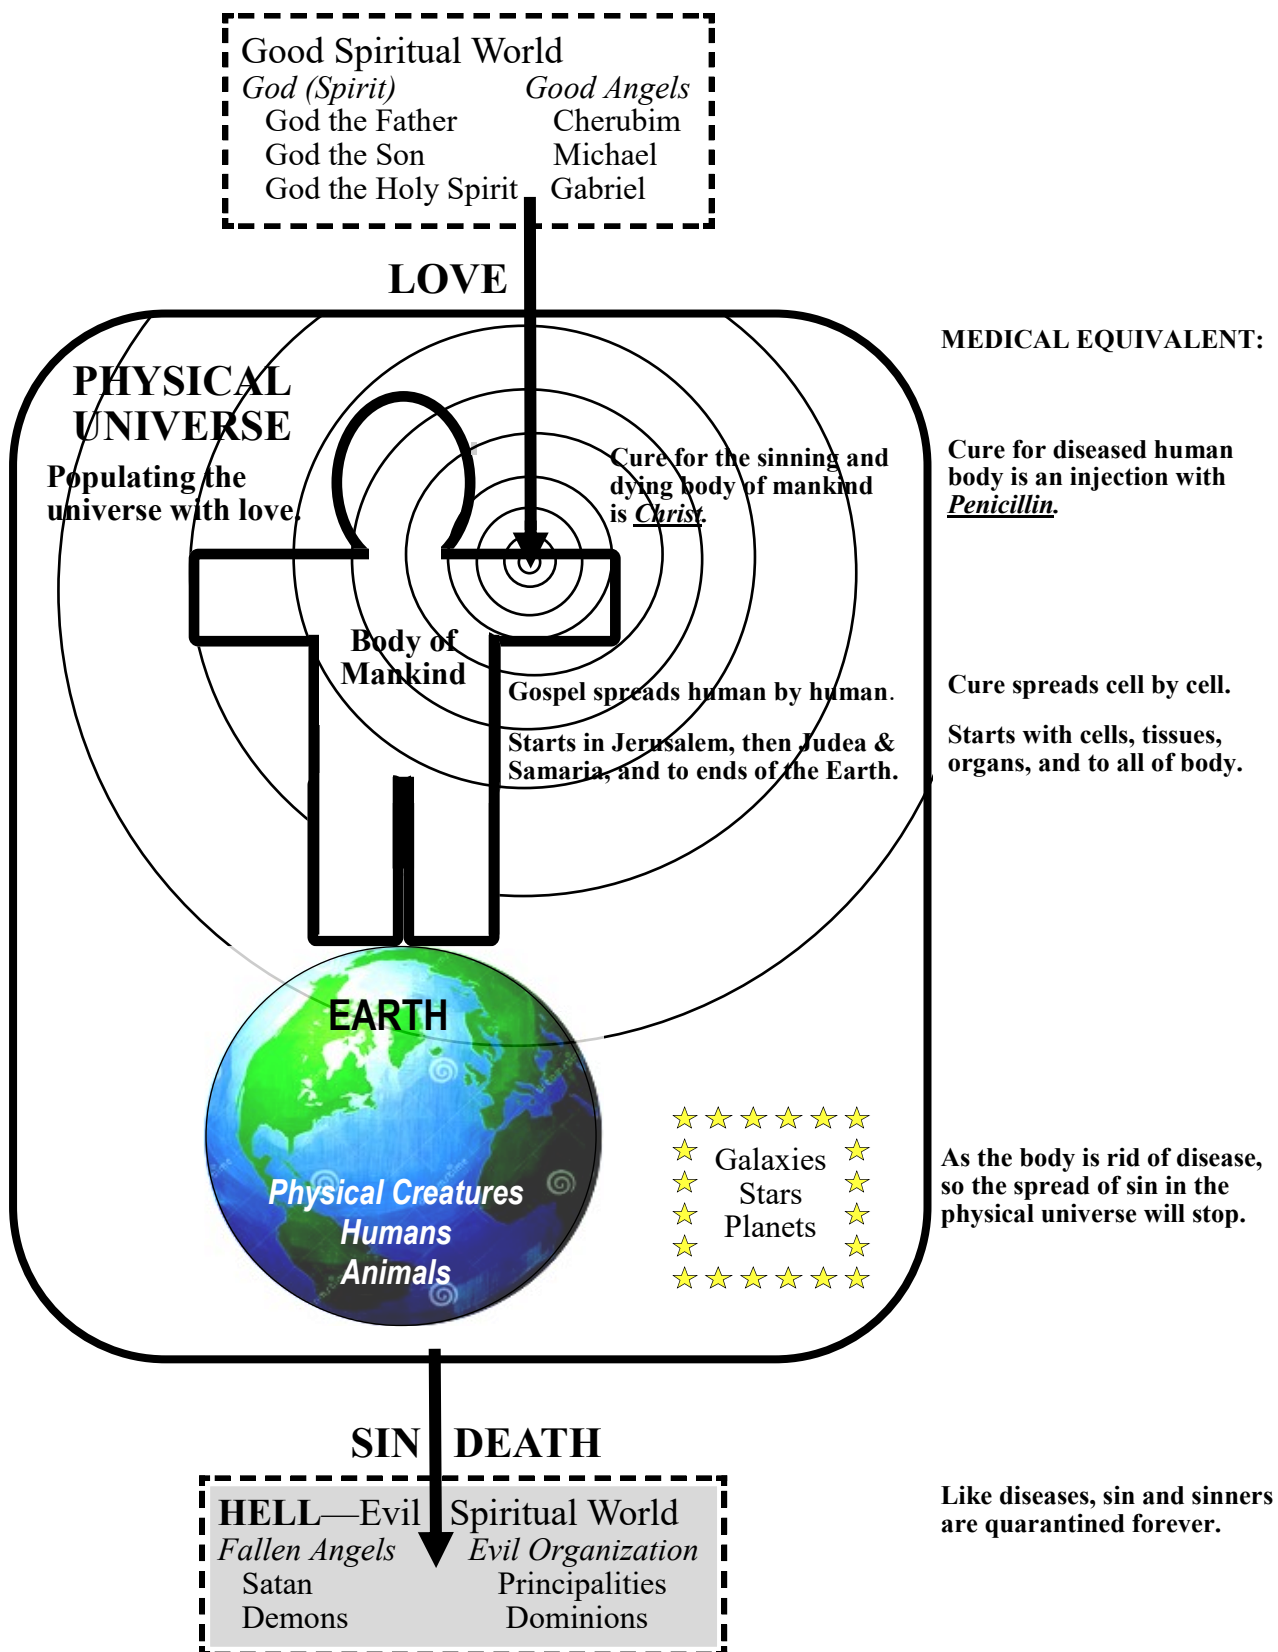 Good Spiritual World
God (Spirit) Good Angels
God the Father Cherubim
God the Son Michael
God the Holy Spirit Gabriel
LOVE
MEDICAL EQUIVALENT:
PHYSICAL
UNIVERSE
Populating the
universe with love.
Cure for the sinning and
dying body of mankind
is Christ.
Cure for diseased human
body is an injection with
Penicillin.
Body of
Mankind
Gospel spreads human by human.
Cure spreads cell by cell.
Starts in Jerusalem, then Judea &
Samaria, and to ends of the Earth.
Starts with cells, tissues,
organs, and to all of body.
EARTH
Physical Creatures
Humans
Animals
Galaxies
Stars
Planets
As the body is rid of disease,
so the spread of sin in the
physical universe will stop.
SIN DEATH
HELL—Evil Spiritual World
Fallen Angels Evil Organization
Satan Principalities
Demons Dominions
Like diseases, sin and sinners
are quarantined forever.